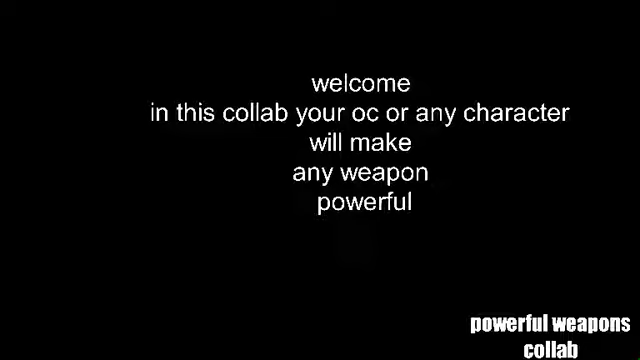 welcome
in this collab your oc or any character
will make
any weapon
powerful
powerful weapons
collab